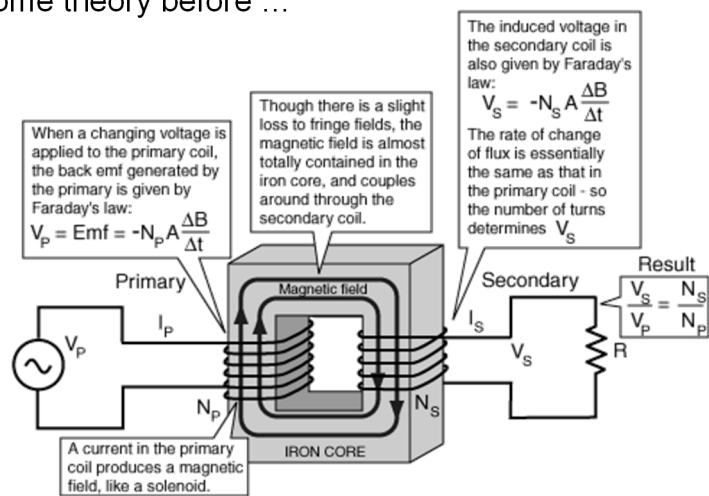 ome theory before ...
The induced voltage in
the secondary coil is
also given by Faraday's
law:
V_S = -N_S A ΔB/Δt
The rate of change
of flux is essentially
the same as that in
the primary coil - so
the number of turns
determines V_S
Though there is a slight
loss to fringe fields, the
magnetic field is almost
totally contained in the
iron core, and couples
around through the
secondary coil.
When a changing voltage is
applied to the primary coil,
the back emf generated by
the primary is given by
Faraday's law:
V_P = Emf = -N_P A ΔB/Δt
Primary
Magnetic field
Secondary
Result
V_S/V_P = N_S/N_P
I_P
I_S
V_P
V_S
R
N_P
N_S
IRON CORE
A current in the primary
coil produces a magnetic
field, like a solenoid.